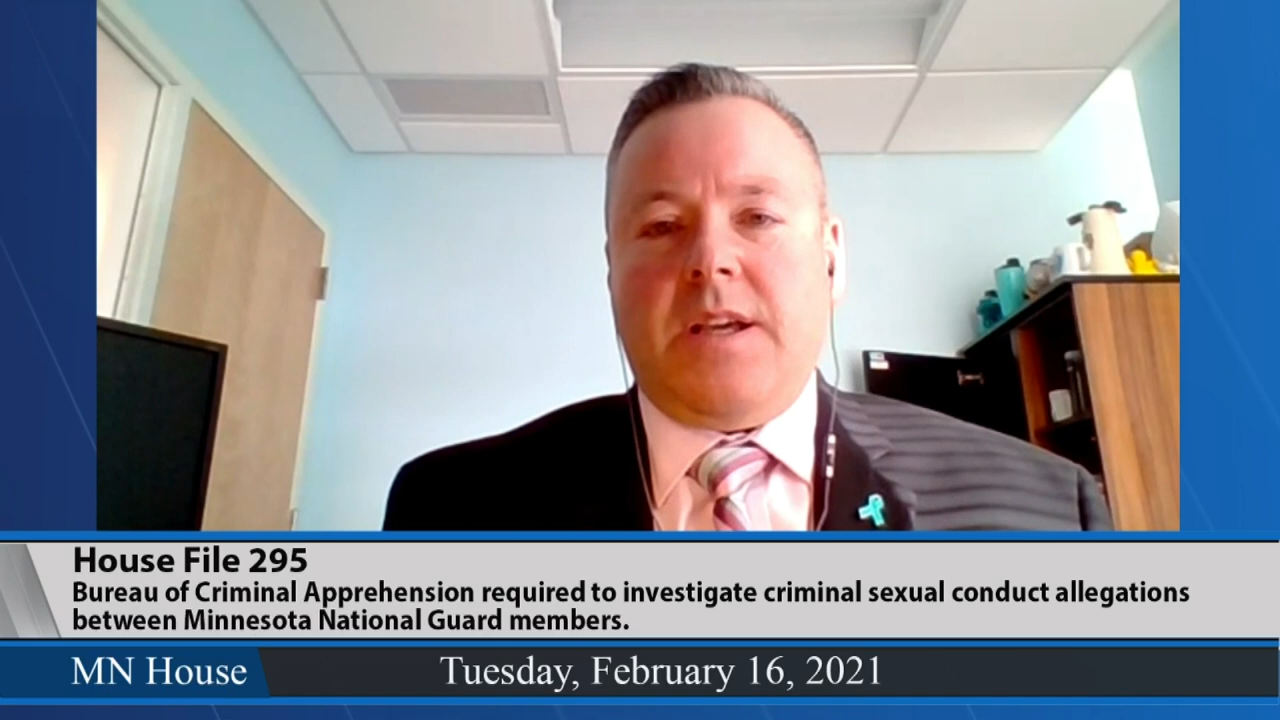 House File 295
Bureau of Criminal Apprehension required to investigate criminal sexual conduct allegations
between Minnesota National Guard members.
MN House
Tuesday, February 16, 2021